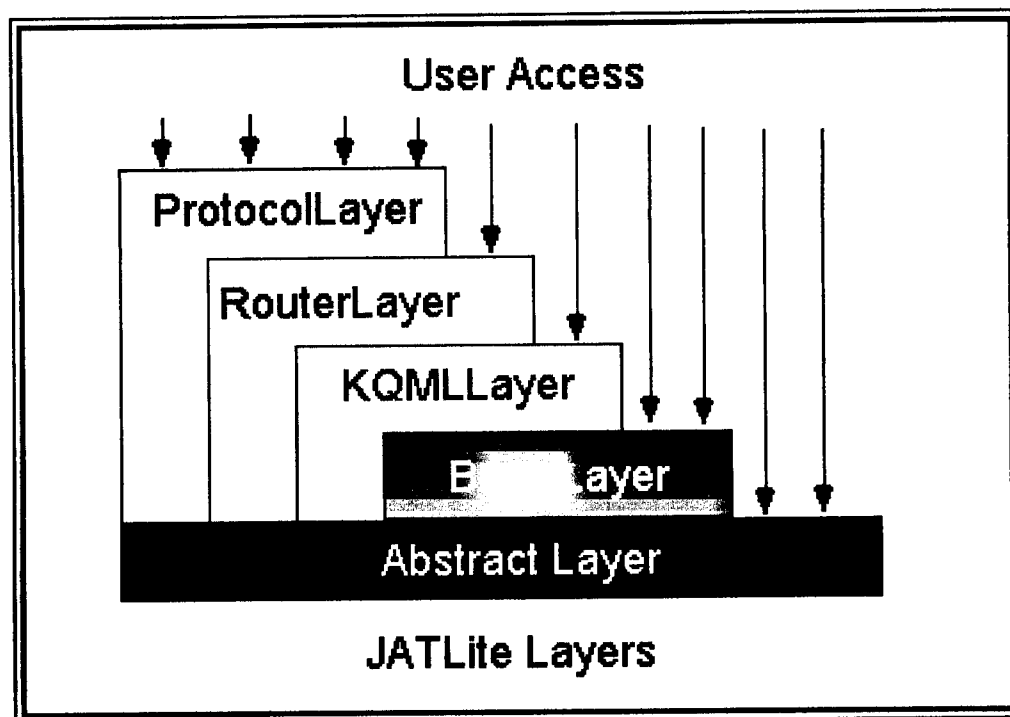 User Access
ProtocolLayer
RouterLayer
KQMLLayer
Abstract Layer
JATLite Layers